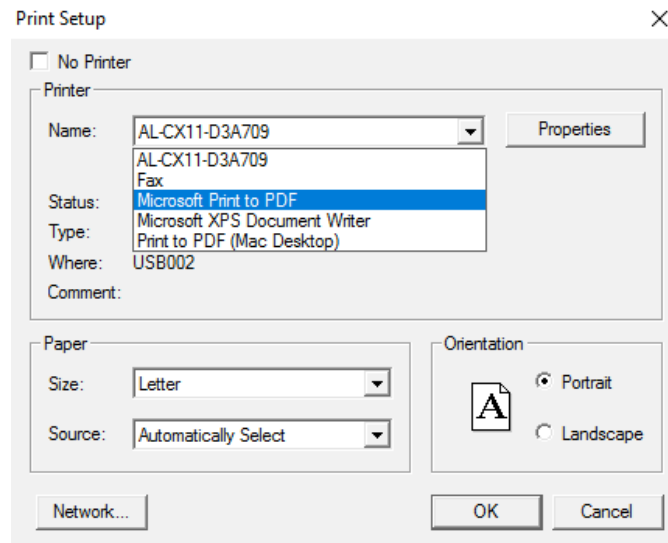 Print Setup
No Printer
Printer
Name: AL-CX11-D3A709 Properties
AL-CX11-D3A709
Fax
Status: Microsoft Print to PDF
Microsoft XPS Document Writer
Type: Print to PDF (Mac Desktop)
Where: USB002
Comment:
Paper
Size: Letter
Source: Automatically Select
Orientation
A
Portrait
Landscape
Network... OK Cancel